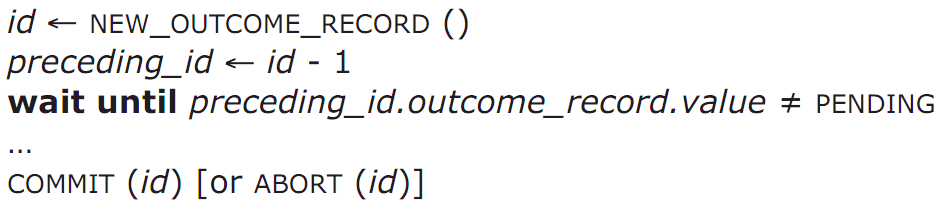 id ← NEW_OUTCOME_RECORD ()
preceding_id ← id - 1
wait until preceding_id.outcome_record.value ≠ PENDING
...
COMMIT (id) [or ABORT (id)]